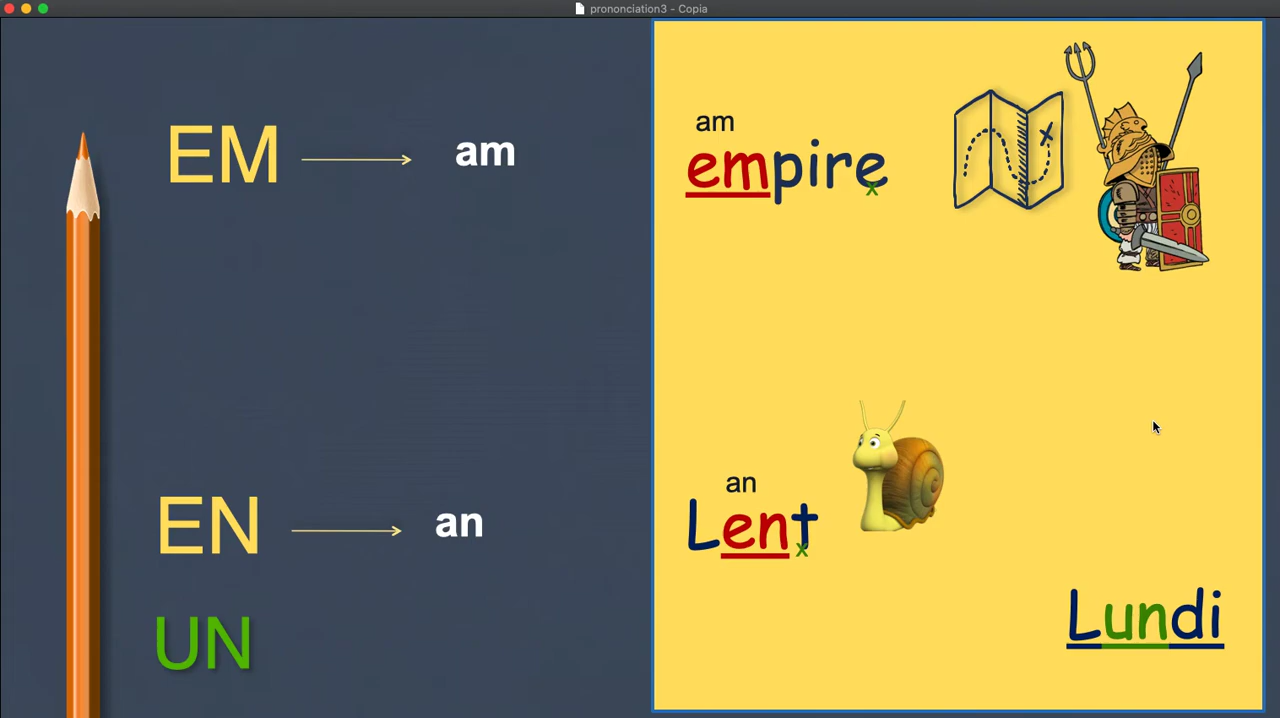 prononciation3 - Copia
EM
am
EN
an
UN
am
empire
x
an
Lent
x
Lundi